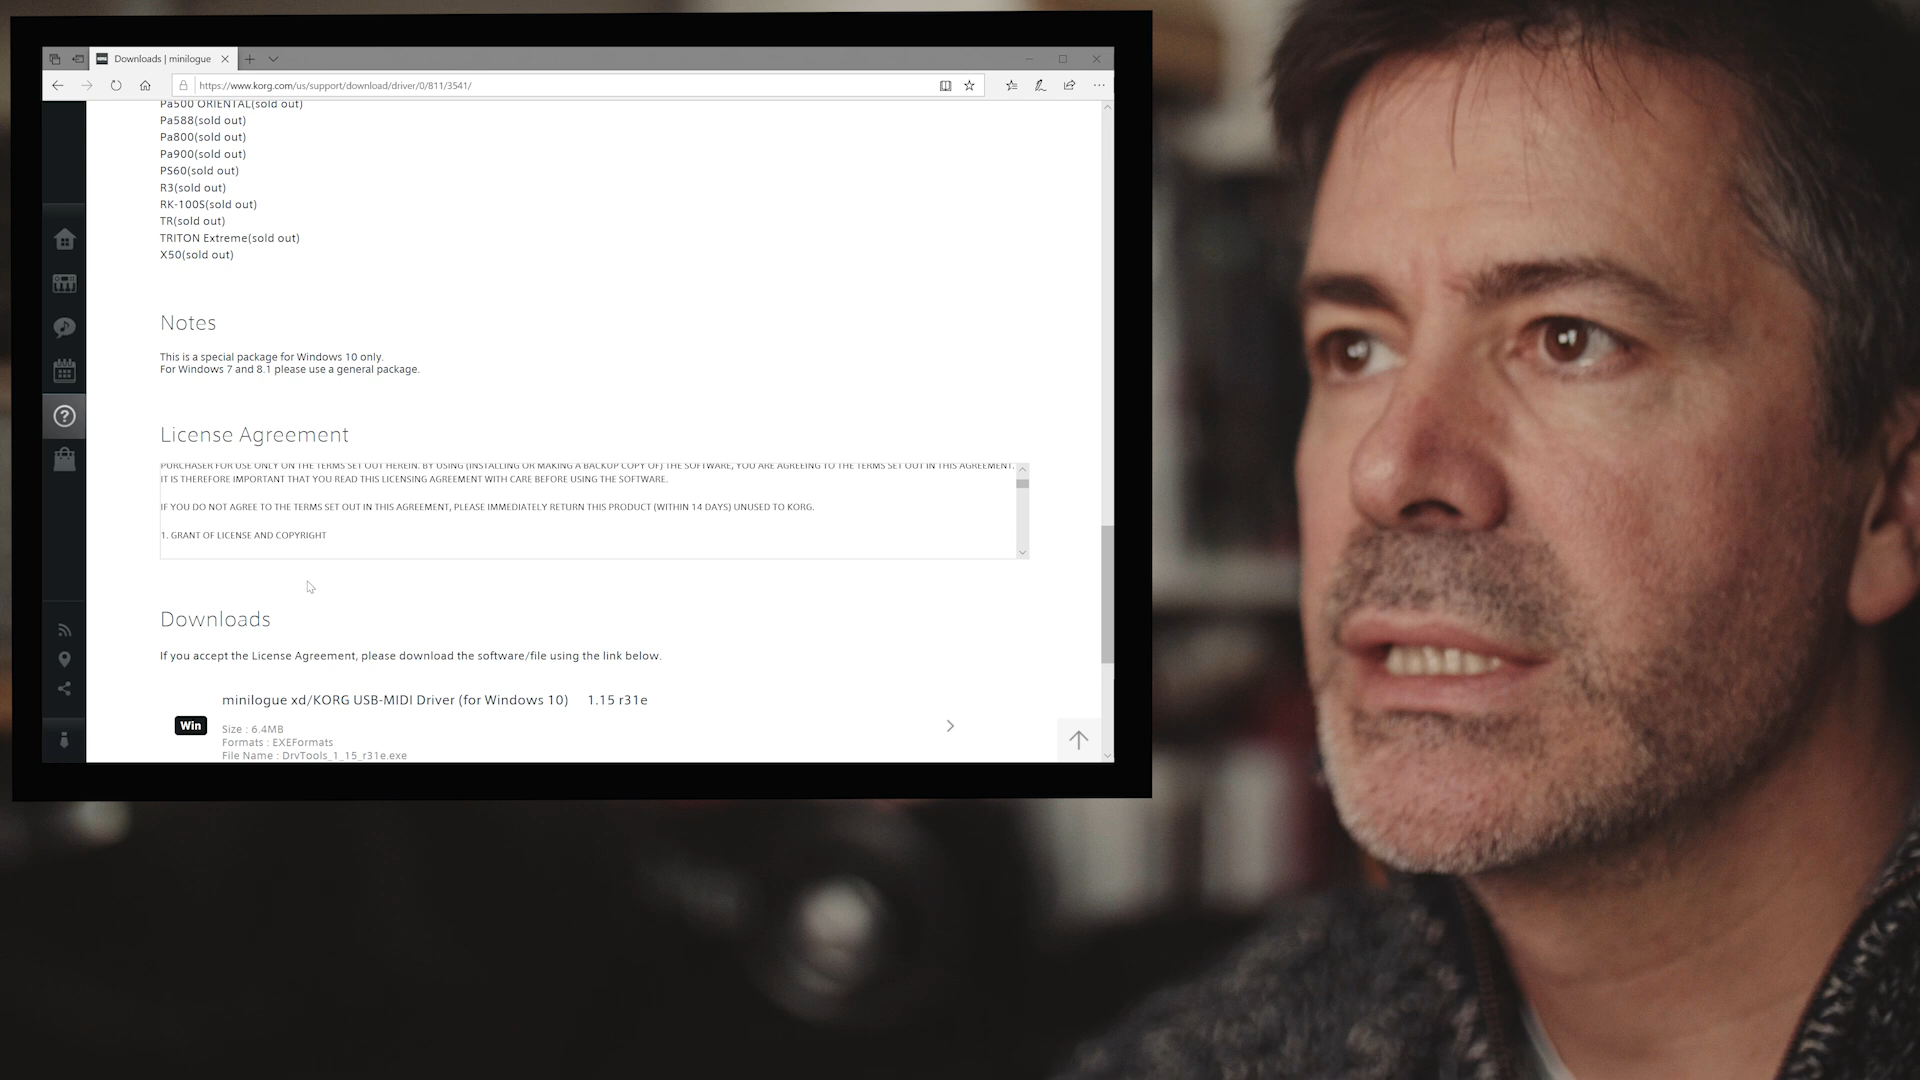 Downloads | minilogue
https://www.korg.com/us/support/download/driver/0/811/3541/
Pa500 ORIENTAL(sold out)
Pa588(sold out)
Pa800(sold out)
Pa900(sold out)
PS60(sold out)
R3(sold out)
RK-100S(sold out)
TR(sold out)
TRITON Extreme(sold out)
X50(sold out)
Notes
This is a special package for Windows 10 only.
For Windows 7 and 8.1 please use a general package.
License Agreement
PURCHASER FOR USE ONLY ON THE TERMS SET OUT HEREIN. BY USING (INSTALLING OR MAKING A BACKUP COPY OF) THE SOFTWARE, YOU ARE AGREEING TO THE TERMS SET OUT IN THIS AGREEMENT.
IT IS THEREFORE IMPORTANT THAT YOU READ THIS LICENSING AGREEMENT WITH CARE BEFORE USING THE SOFTWARE.
IF YOU DO NOT AGREE TO THE TERMS SET OUT IN THIS AGREEMENT, PLEASE IMMEDIATELY RETURN THIS PRODUCT (WITHIN 14 DAYS) UNUSED TO KORG.
1. GRANT OF LICENSE AND COPYRIGHT
Downloads
If you accept the License Agreement, please download the software/file using the link below.
minilogue xd/KORG USB-MIDI Driver (for Windows 10) 1.15 r31e
Win
Size : 6.4MB
Formats : EXEFormats
File Name : DrvTools_1_15_r31e.exe